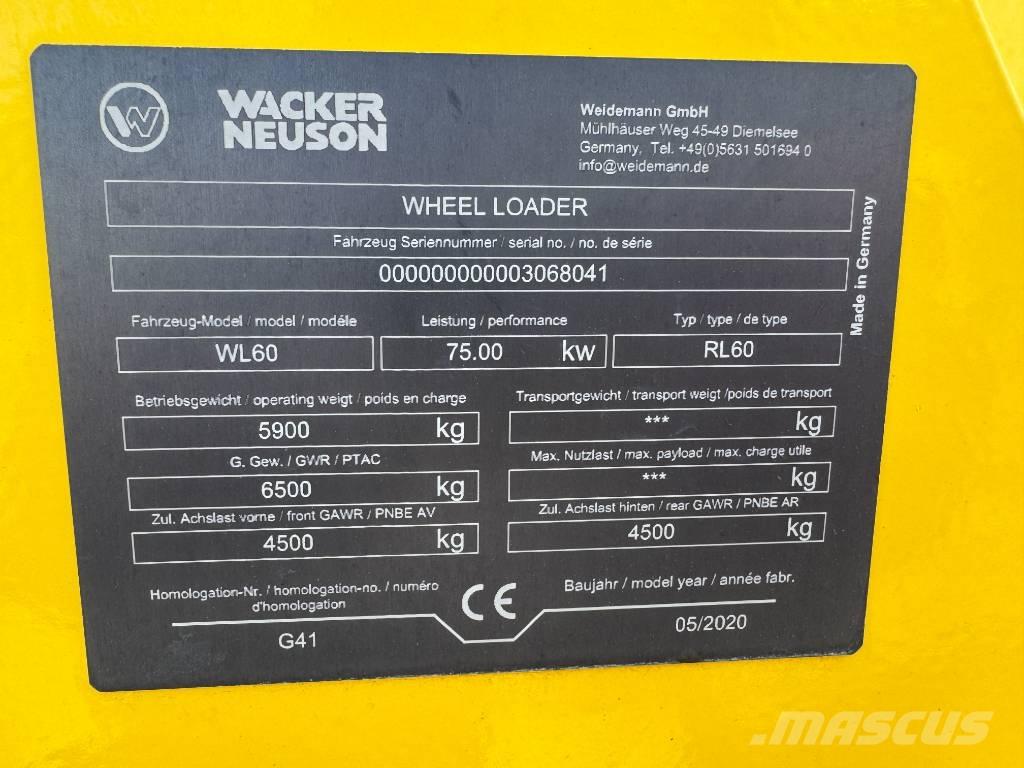 WACKER
NEUSON
Weidemann GmbH
Mühlhäuser Weg 45-49 Diemelsee
Germany, Tel. +49(0)5631 501694 0
info@weidemann.de
WHEEL LOADER
Fahrzeug Seriennummer / serial no. / no. de série
000000000003068041
Made in Germany
Fahrzeug-Model / model / modéle
Leistung / performance
Typ / type / de type
WL60
75.00 kw
RL60
Betriebsgewicht / operating weigt / poids en charge
Transportgewicht / transport weigt /poids de transport
5900 kg
*** kg
G. Gew. / GWR / PTAC
Max. Nutzlast / max. payload / max. charge utile
6500 kg
*** kg
Zul. Achslast vorne / front GAWR / PNBE AV
Zul. Achslast hinten / rear GAWR / PNBE AR
4500 kg
4500 kg
Homologation-Nr. / homologation-no. / numéro
d'homologation
CE
Baujahr / model year / année fabr.
G41
05/2020
MASCUS